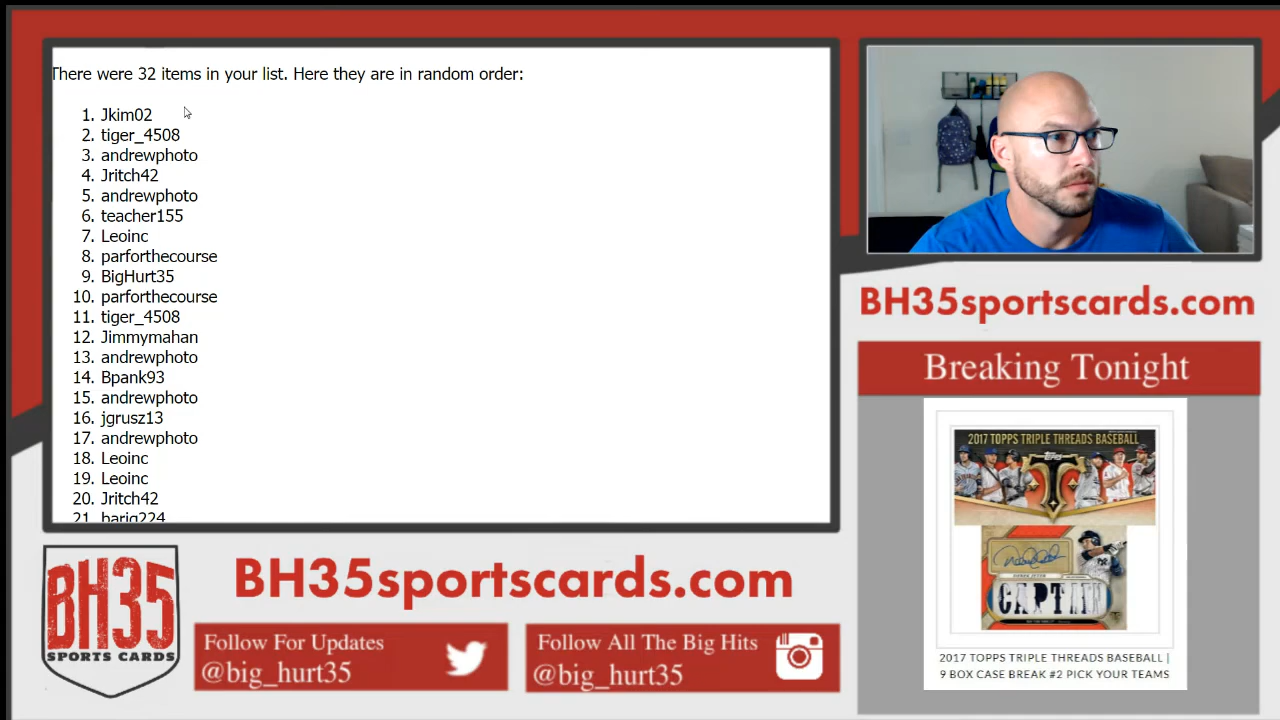 There were 32 items in your list. Here they are in random order:
1. Jkim02
2. tiger_4508
3. andrewphoto
4. Jritch42
5. andrewphoto
6. teacher155
7. Leoinc
8. parforthecourse
9. BigHurt35
10. parforthecourse
11. tiger_4508
12. Jimmymahan
13. andrewphoto
14. Bpank93
15. andrewphoto
16. jgrusz13
17. andrewphoto
18. Leoinc
19. Leoinc
20. Jritch42
21. bariq224
BH35sportscards.com
Breaking Tonight
2017 TOPPS TRIPLE THREADS BASEBALL
CAPTAIN
2017 TOPPS TRIPLE THREADS BASEBALL |
9 BOX CASE BREAK #2 PICK YOUR TEAMS
BH35
SPORTS CARDS
BH35sportscards.com
Follow For Updates
@big_hurt35
Follow All The Big Hits
@big_hurt35